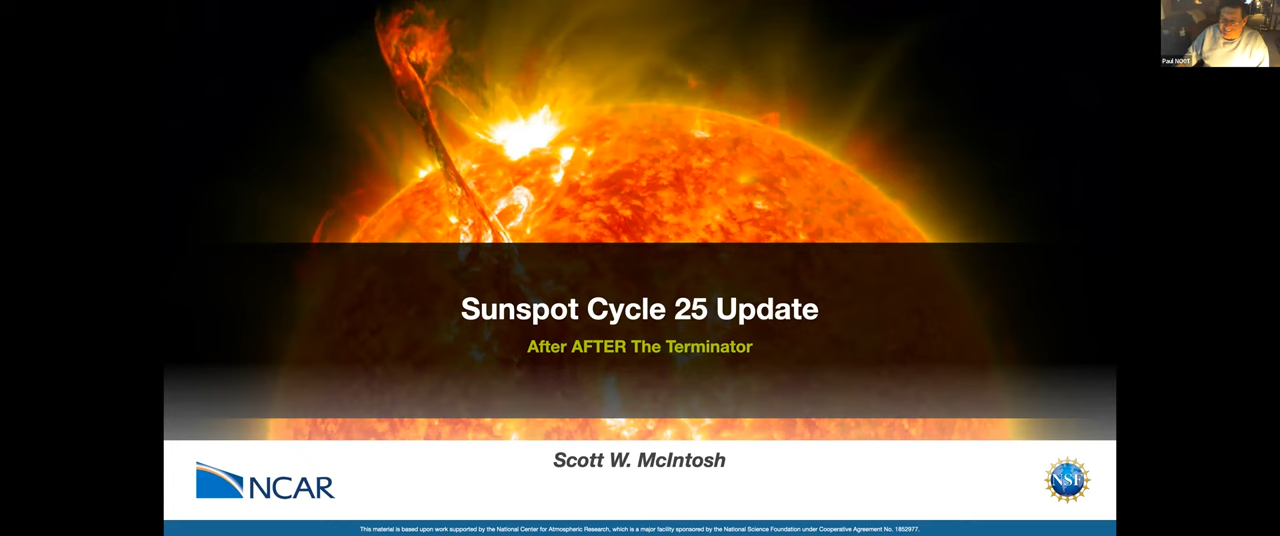 Paul N0OT
Sunspot Cycle 25 Update
After AFTER The Terminator
Scott W. McIntosh
NCAR
NSF
This material is based upon work supported by the National Center for Atmospheric Research, which is a major facility sponsored by the National Science Foundation under Cooperative Agreement No. 1852977.